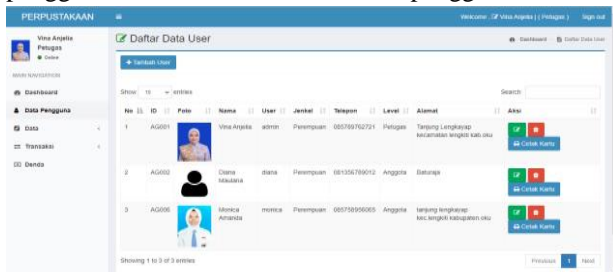 PERPUSTAKAAN
Welcome , Vina Anjelia ( Petugas ) Sign out
Vina Anjelia
Petugas
Online
MAIN NAVIGATION
Dashboard
Data Pengguna
Data
Transaksi
Denda
Daftar Data User
Dashboard Daftar Data User
+ Tambah User
Show 10 entries
Search:
No ID Foto Nama User Jenkel Telepon Level Alamat Aksi
1 AG001 Vina Anjelia admin Perempuan 085789762721 Petugas Tanjung Lengkayap
kecamatan lengkiti kab.oku
Cetak Kartu
2 AG002 Diana
Maulana diana Perempuan 081356789012 Anggota Baturaja
Cetak Kartu
3 AG006 Monica
Amanda monica Perempuan 085758956065 Anggota tanjung lengkayap
kec.lengkiti kabupaten oku
Cetak Kartu
Showing 1 to 3 of 3 entries
Previous 1 Next